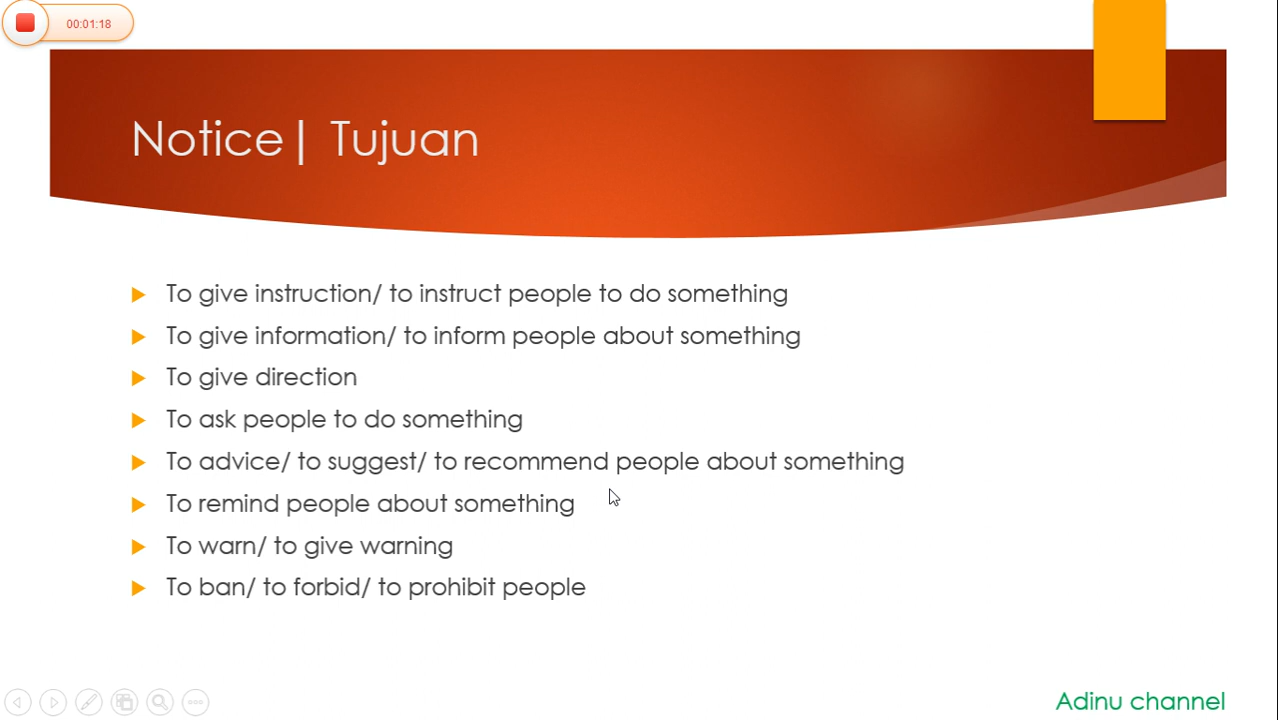 00:01:18
Notice| Tujuan
To give instruction/ to instruct people to do something
To give information/ to inform people about something
To give direction
To ask people to do something
To advice/ to suggest/ to recommend people about something
To remind people about something
To warn/ to give warning
To ban/ to forbid/ to prohibit people
Adinu channel